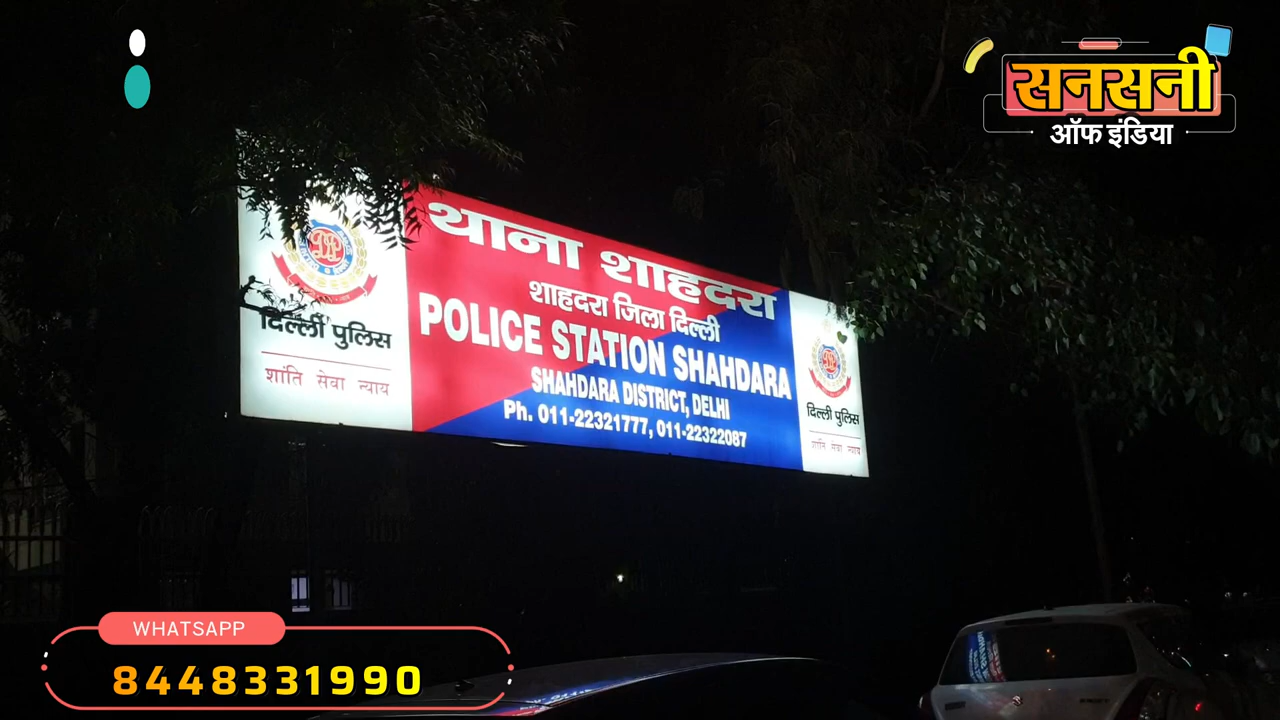 सनसनी
ऑफ इंडिया
थाना शाहदरा
शाहदरा जिला दिल्ली
POLICE STATION SHAHDARA
SHAHDARA DISTRICT, DELHI
Ph. 011-22321777, 011-22322087
दिल्ली पुलिस
शांति सेवा न्याय
दिल्ली पुलिस
शांति सेवा न्याय
WHATSAPP
8448331990